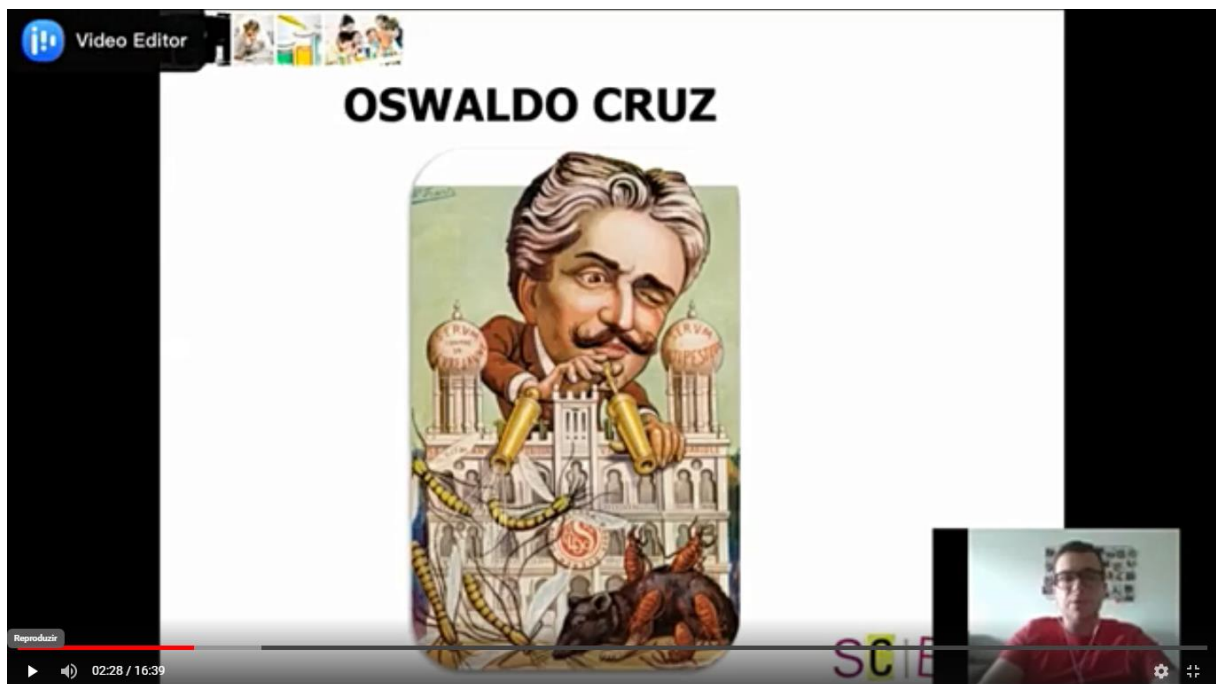 Video Editor
OSWALDO CRUZ
SERUM
SERUM
SC
Reproduzir
02:28 / 16:39